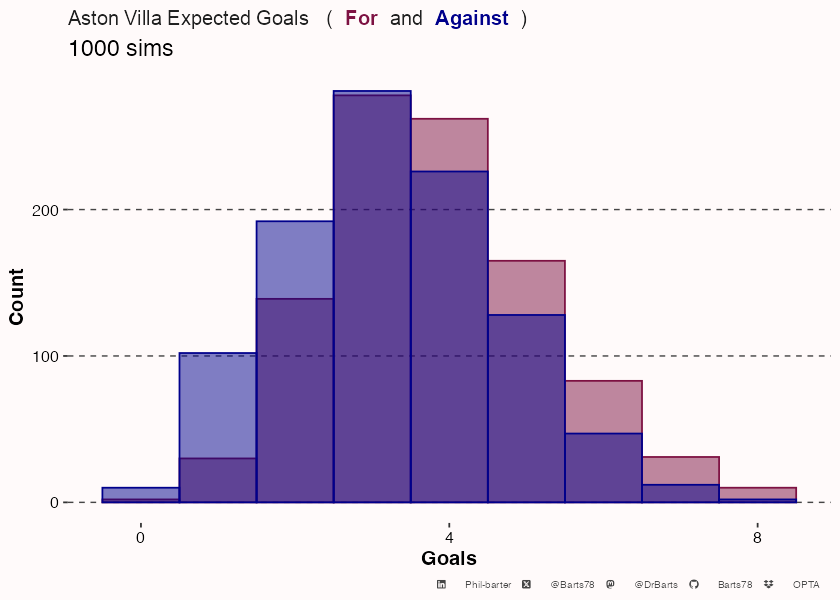 Aston Villa Expected Goals ( For and Against )
1000 sims
Count
200
100
0
0 4 8
Goals
Phil-barter @Barts78 @DrBarts Barts78 OPTA